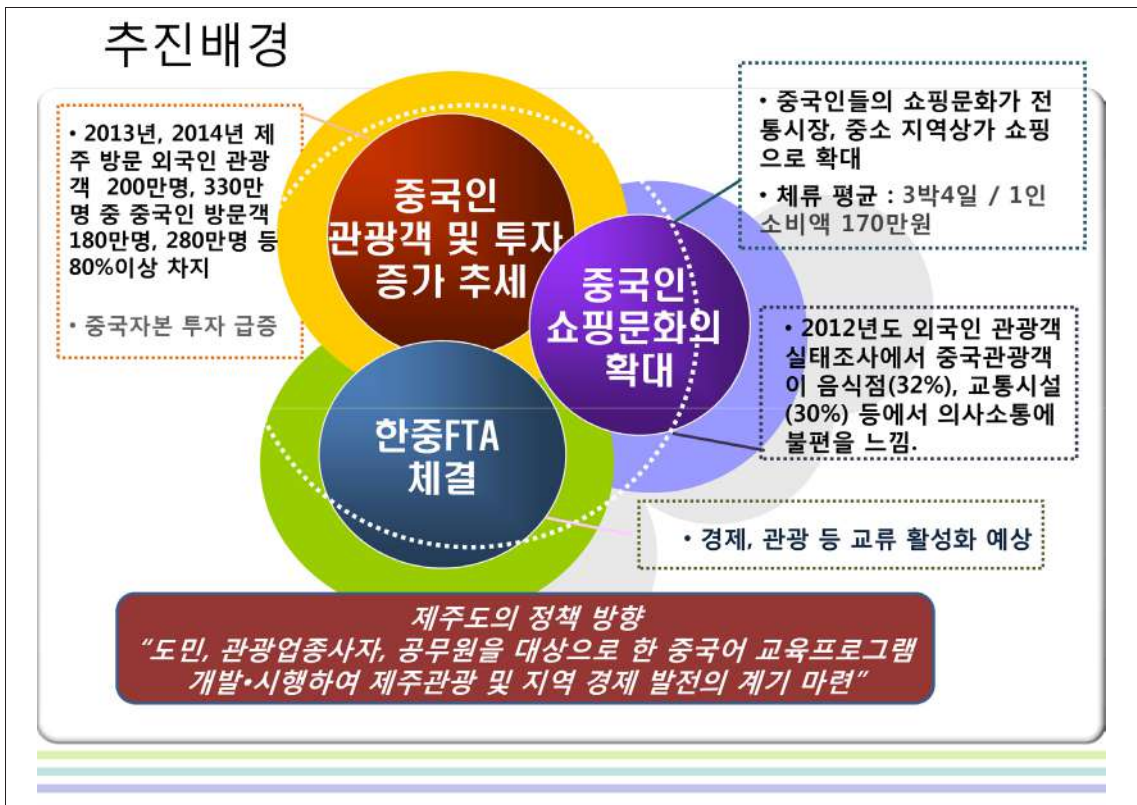 추진배경
• 2013년, 2014년 제
주 방문 외국인 관광
객 200만명, 330만
명 중 중국인 방문객
180만명, 280만명 등
80%이상 차지
• 중국자본 투자 급증
중국인
관광객 및 투자
증가 추세
• 중국인들의 쇼핑문화가 전
통시장, 중소 지역상가 쇼핑
으로 확대
• 체류 평균 : 3박4일 / 1인
소비액 170만원
중국인
쇼핑문화의
확대
• 2012년도 외국인 관광객
실태조사에서 중국관광객
이 음식점(32%), 교통시설
(30%) 등에서 의사소통에
불편을 느낌.
한중FTA
체결
• 경제, 관광 등 교류 활성화 예상
제주도의 정책 방향
“도민, 관광업종사자, 공무원을 대상으로 한 중국어 교육프로그램
개발•시행하여 제주관광 및 지역 경제 발전의 계기 마련”